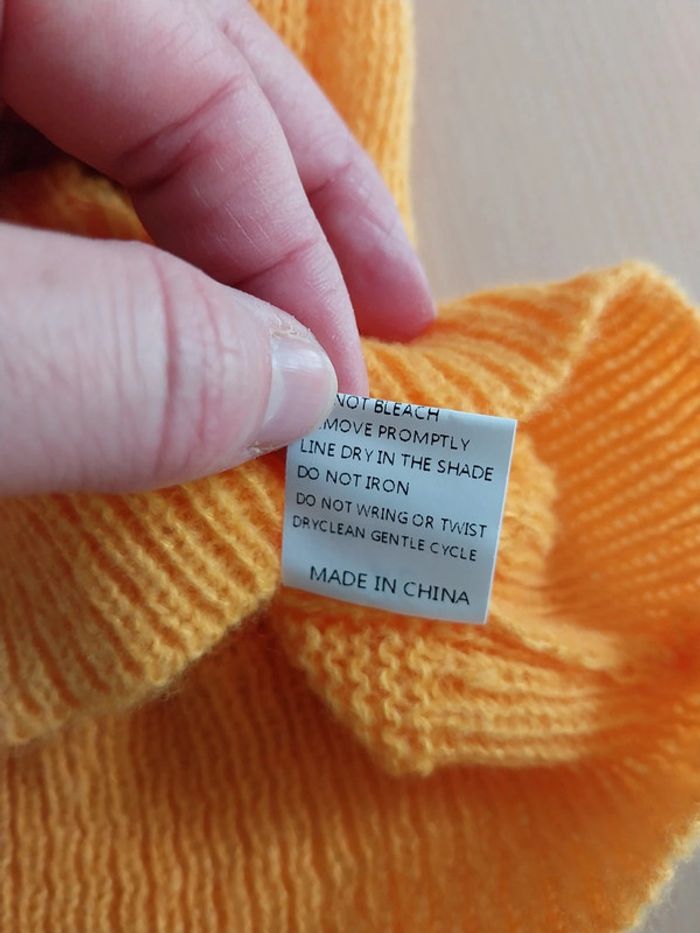 NOT BLEACH
MOVE PROMPTLY
LINE DRY IN THE SHADE
DO NOT IRON
DO NOT WRING OR TWIST
DRYCLEAN GENTLE CYCLE
MADE IN CHINA